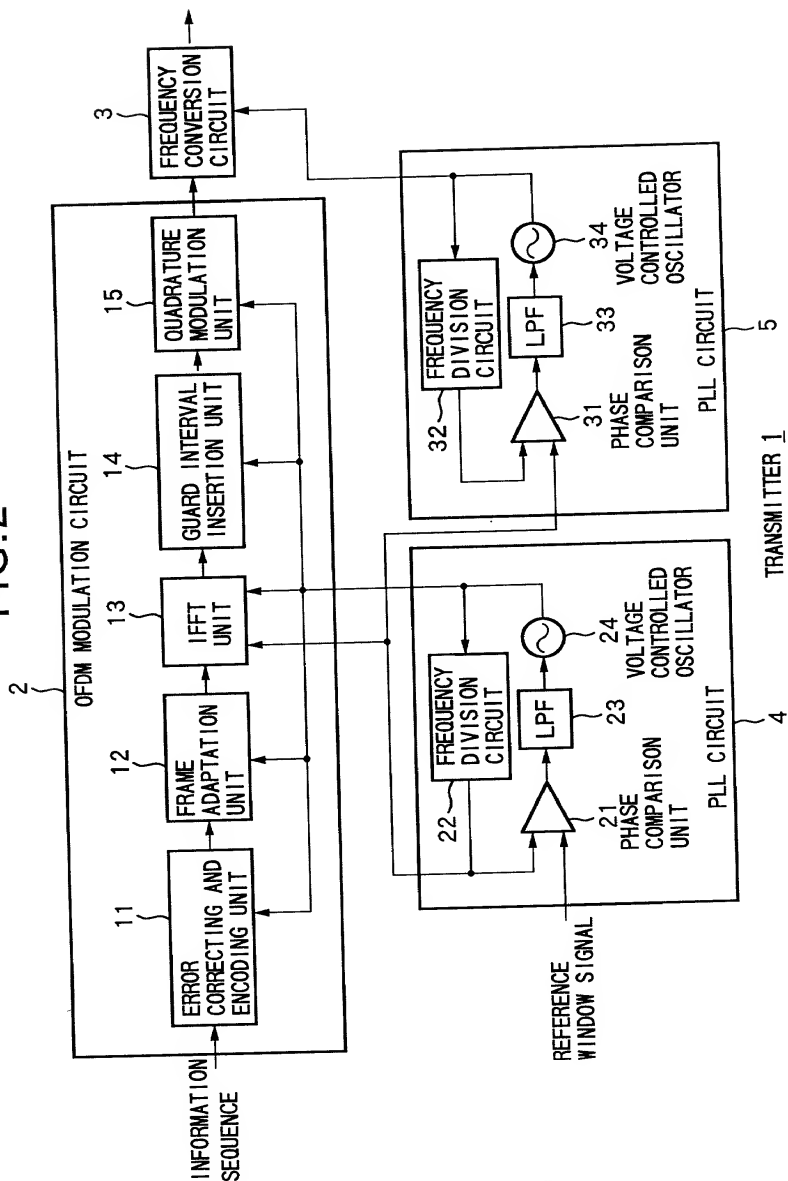 FIG.2
2
OFDM MODULATION CIRCUIT
INFORMATION
SEQUENCE
11
ERROR
CORRECTING AND
ENCODING UNIT
12
FRAME
ADAPTATION
UNIT
13
IFFT
UNIT
14
GUARD INTERVAL
INSERTION UNIT
15
QUADRATURE
MODULATION
UNIT
3
FREQUENCY
CONVERSION
CIRCUIT
REFERENCE
WINDOW SIGNAL
22
FREQUENCY
DIVISION
CIRCUIT
LPF
23
24
21
PHASE
COMPARISON
UNIT
VOLTAGE
CONTROLLED
OSCILLATOR
PLL CIRCUIT
4
32
FREQUENCY
DIVISION
CIRCUIT
LPF
33
34
31
PHASE
COMPARISON
UNIT
VOLTAGE
CONTROLLED
OSCILLATOR
PLL CIRCUIT
5
TRANSMITTER 1